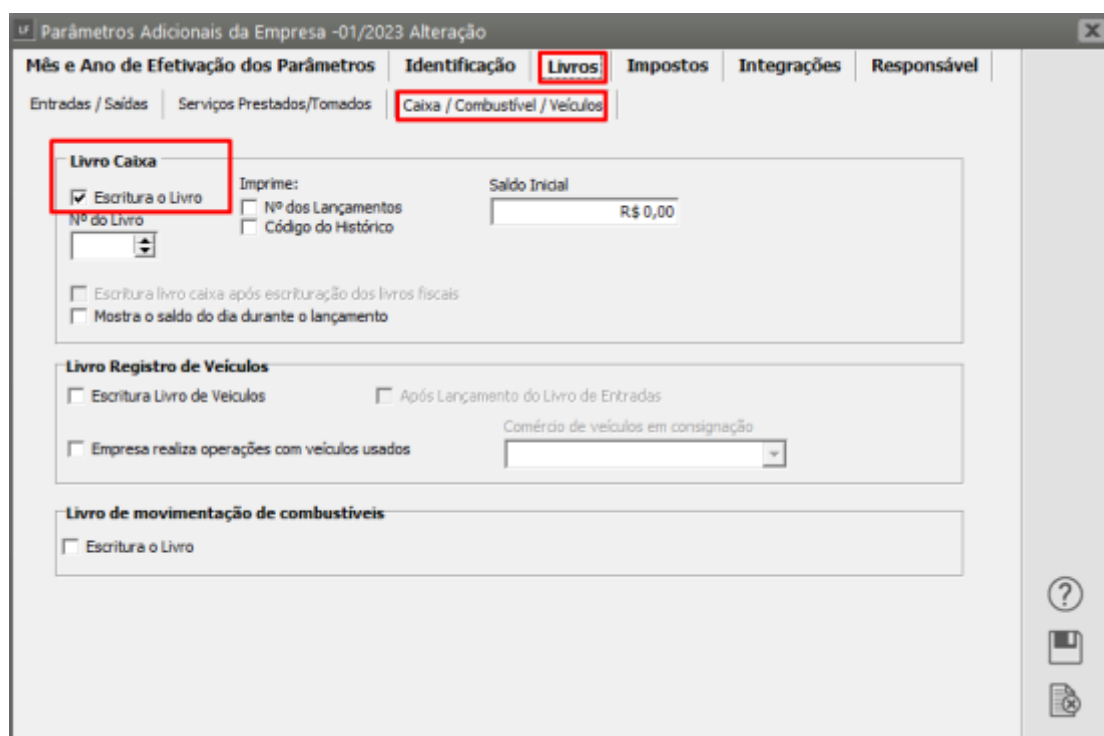 LF Parâmetros Adicionais da Empresa -01/2023 Alteração
Mês e Ano de Efetivação dos Parâmetros Identificação Livros Impostos Integrações Responsável
Entradas / Saídas Serviços Prestados/Tomados Caixa / Combustível / Veículos
Livro Caixa
Escritura o Livro
Imprime:
Nº dos Lançamentos
Código do Histórico
Saldo Inicial
R$ 0,00
Nº do Livro
Escritura livro caixa após escrituração dos livros fiscais
Mostra o saldo do dia durante o lançamento
Livro Registro de Veículos
Escritura Livro de Veiculos Após Lançamento do Livro de Entradas
Comércio de veículos em consignação
Empresa realiza operações com veículos usados
Livro de movimentação de combustíveis
Escritura o Livro